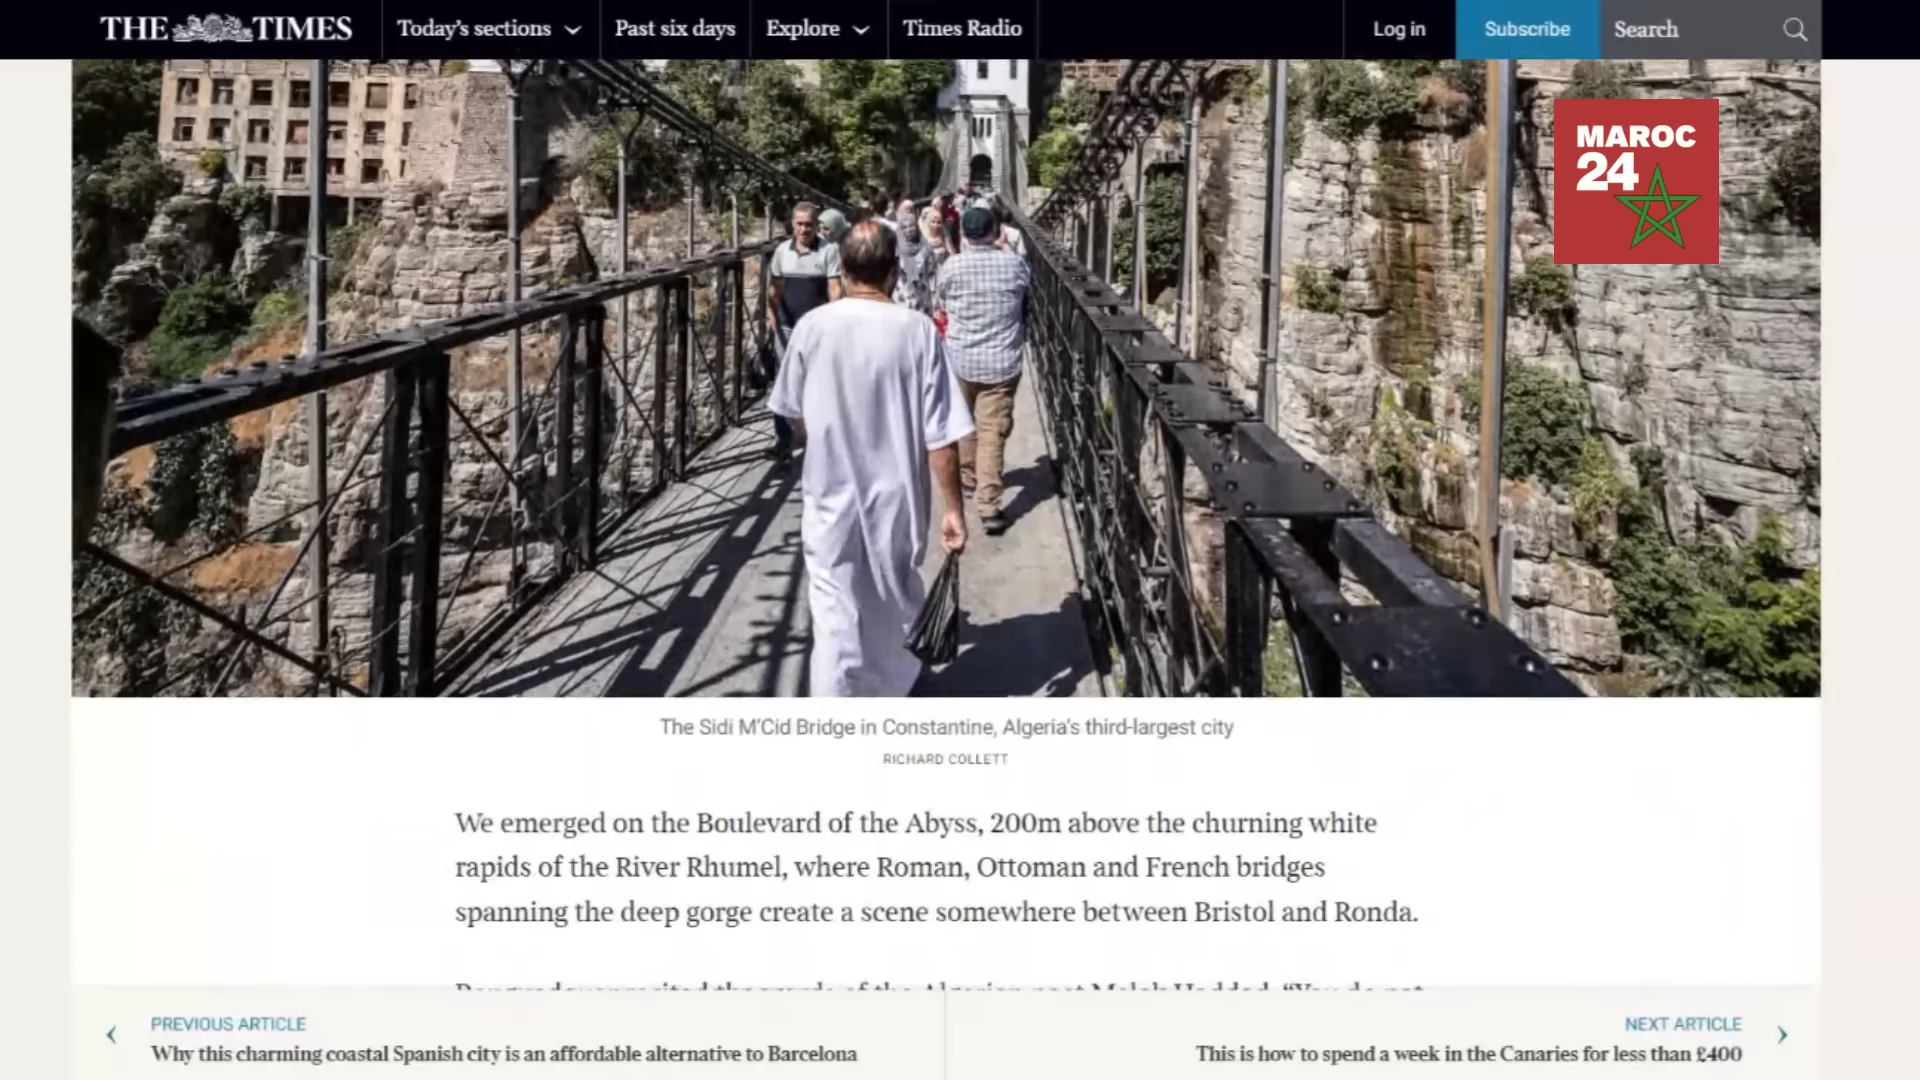 THE TIMES
Today's sections
Past six days
Explore
Times Radio
Log in
Subscribe
Search
MAROC
24
The Sidi M'Cid Bridge in Constantine, Algeria's third-largest city
RICHARD COLLETT
We emerged on the Boulevard of the Abyss, 200m above the churning white
rapids of the River Rhumel, where Roman, Ottoman and French bridges
spanning the deep gorge create a scene somewhere between Bristol and Ronda.
PREVIOUS ARTICLE
Why this charming coastal Spanish city is an affordable alternative to Barcelona
NEXT ARTICLE
This is how to spend a week in the Canaries for less than £400